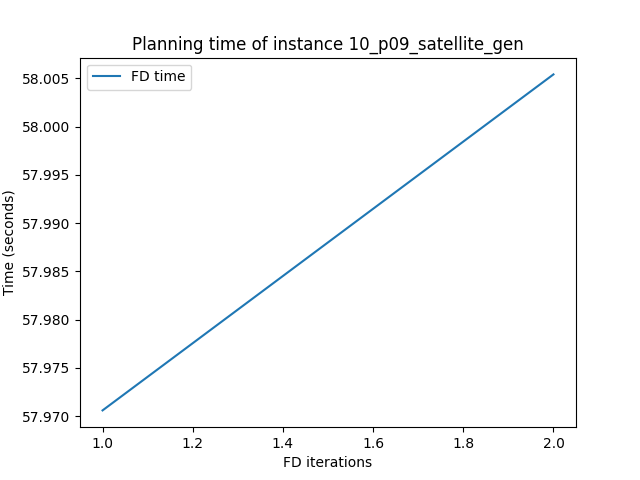 Planning time of instance 10_p09_satellite_gen
FD time
58.005
58.000
57.995
57.990
57.985
57.980
57.975
57.970
Time (seconds)
1.0 1.2 1.4 1.6 1.8 2.0
FD iterations